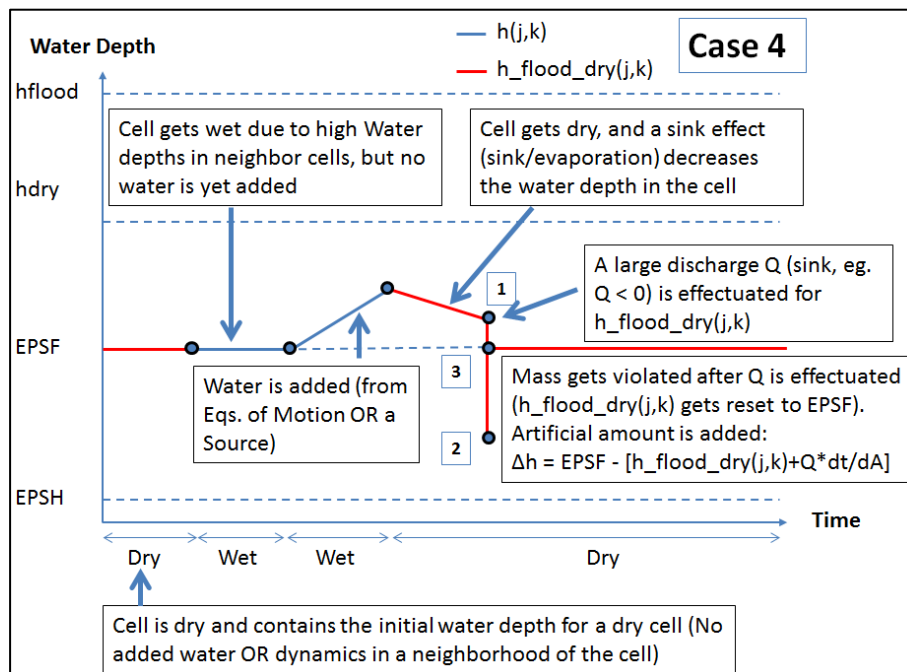 Water Depth
h(j,k)
h_flood_dry(j,k)
Case 4
hflood
Cell gets wet due to high Water
depths in neighbor cells, but no
water is yet added
Cell gets dry, and a sink effect
(sink/evaporation) decreases
the water depth in the cell
hdry
A large discharge Q (sink, eg.
Q < 0) is effectuated for
h_flood_dry(j,k)
1
EPSF
3
2
Water is added (from
Eqs. of Motion OR a
Source)
Mass gets violated after Q is effectuated
(h_flood_dry(j,k) gets reset to EPSF).
Artificial amount is added:
Δh = EPSF - [h_flood_dry(j,k)+Q*dt/dA]
EPSH
Time
Dry Wet Wet Dry
Cell is dry and contains the initial water depth for a dry cell (No
added water OR dynamics in a neighborhood of the cell)